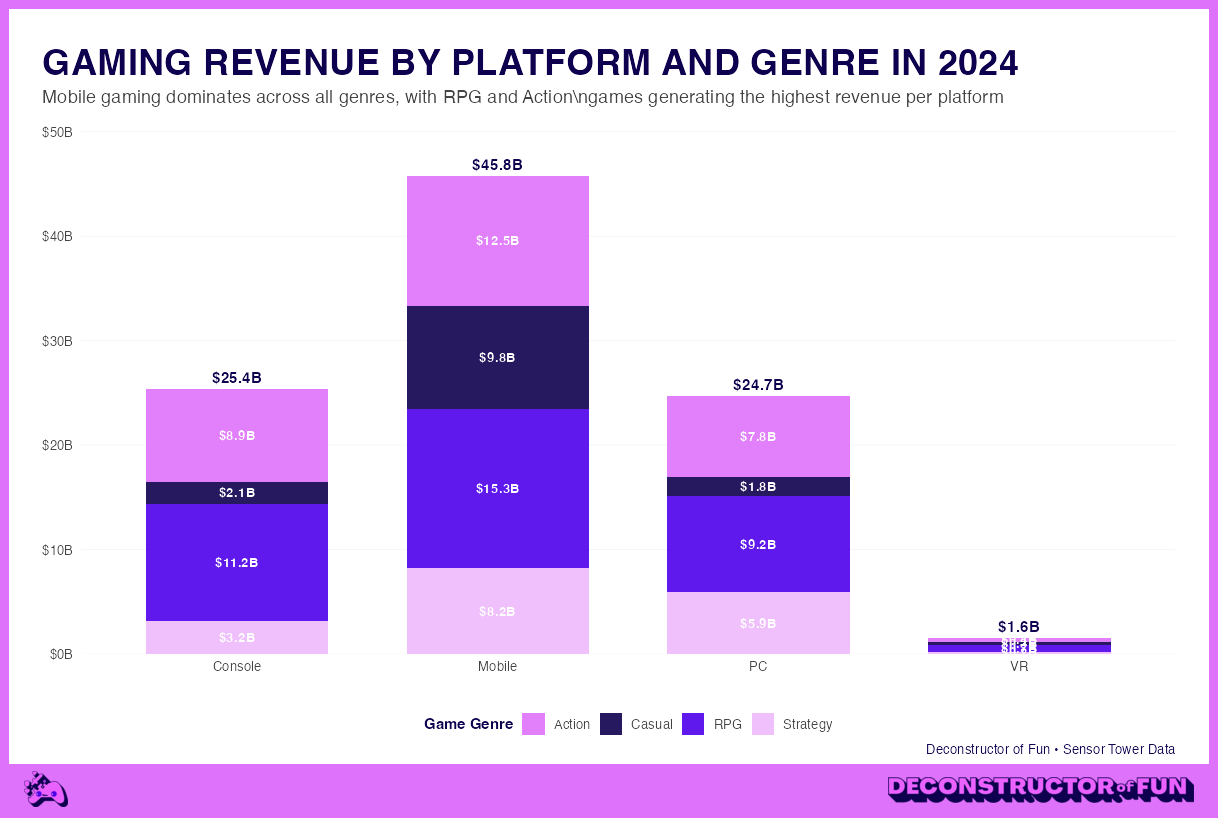 GAMING REVENUE BY PLATFORM AND GENRE IN 2024
Mobile gaming dominates across all genres, with RPG and Action\ngames generating the highest revenue per platform
$50B
$45.8B
$40B
$12.5B
$30B
$9.8B
$25.4B
$24.7B
$20B
$8.9B
$7.8B
$2.1B
$15.3B
$1.8B
$10B
$11.2B
$9.2B
$8.2B
$5.9B
$1.6B
$3.2B
$0B
Console
Mobile
PC
VR
Game Genre Action Casual RPG Strategy
Deconstructor of Fun • Sensor Tower Data
DECONSTRUCTOR of FUN